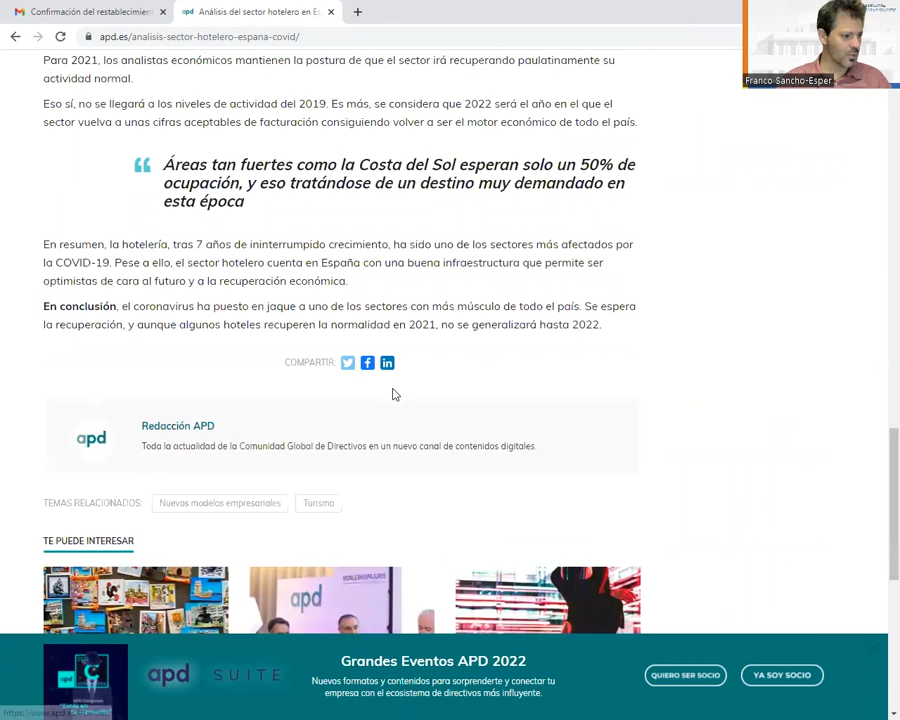 Confirmación del restablecimient
apd Análisis del sector hotelero en Es
apd.es/analisis-sector-hotelero-espana-covid/
Franco Sancho-Esper
Para 2021, los analistas económicos mantienen la postura de que el sector irá recuperando paulatinamente su
actividad normal.
Eso sí, no se llegará a los niveles de actividad del 2019. Es más, se considera que 2022 será el año en el que el
sector vuelva a unas cifras aceptables de facturación consiguiendo volver a ser el motor económico de todo el país.
Áreas tan fuertes como la Costa del Sol esperan solo un 50% de
ocupación, y eso tratándose de un destino muy demandado en
esta época
En resumen, la hotelería, tras 7 años de ininterrumpido crecimiento, ha sido uno de los sectores más afectados por
la COVID-19. Pese a ello, el sector hotelero cuenta en España con una buena infraestructura que permite ser
optimistas de cara al futuro y a la recuperación económica.
En conclusión, el coronavirus ha puesto en jaque a uno de los sectores con más músculo de todo el país. Se espera
la recuperación, y aunque algunos hoteles recuperen la normalidad en 2021, no se generalizará hasta 2022.
COMPARTIR:
apd
Redacción APD
Toda la actualidad de la Comunidad Global de Directivos en un nuevo canal de contenidos digitales.
TEMAS RELACIONADOS: Nuevos modelos empresariales Turismo
TE PUEDE INTERESAR
apd
apd
apd SUITE
Grandes Eventos APD 2022
Nuevos formatos y contenidos para sorprenderte y conectar tu
empresa con el ecosistema de directivos más influyente.
QUIERO SER SOCIO
YA SOY SOCIO